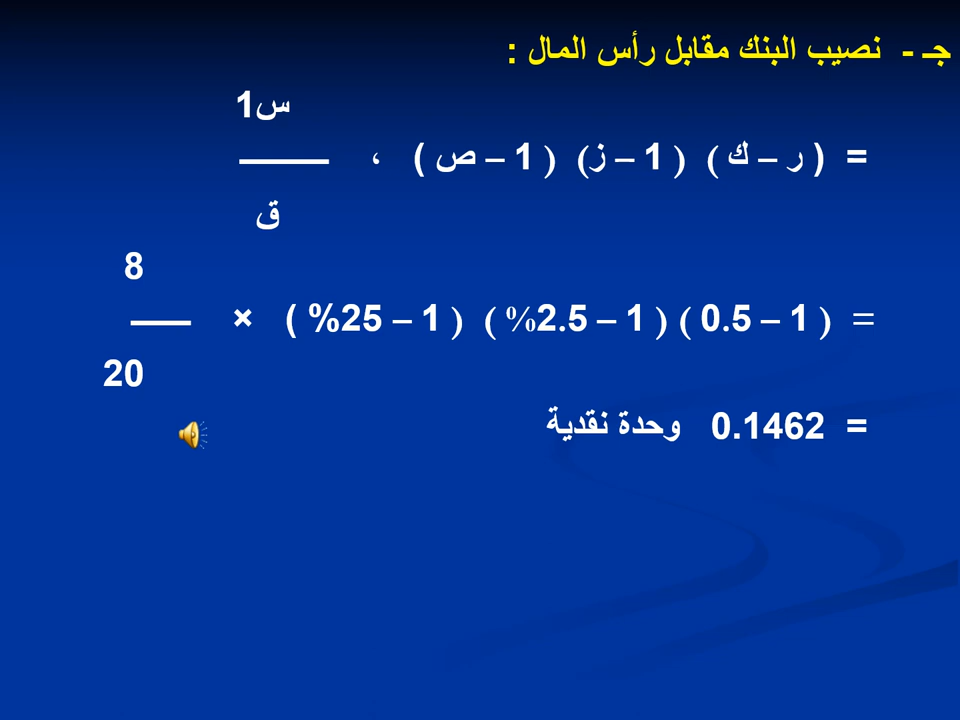 جـ - نصيب البنك مقابل رأس المال :
س1
= ( ر – ك ) ( 1 – ز) ( 1 – ص ) ،
ق
8
= ( 1 – 0.5 ) ( 1 – 2.5% ) ( 1 – 25% ) ×
20
= 0.1462 وحدة نقدية